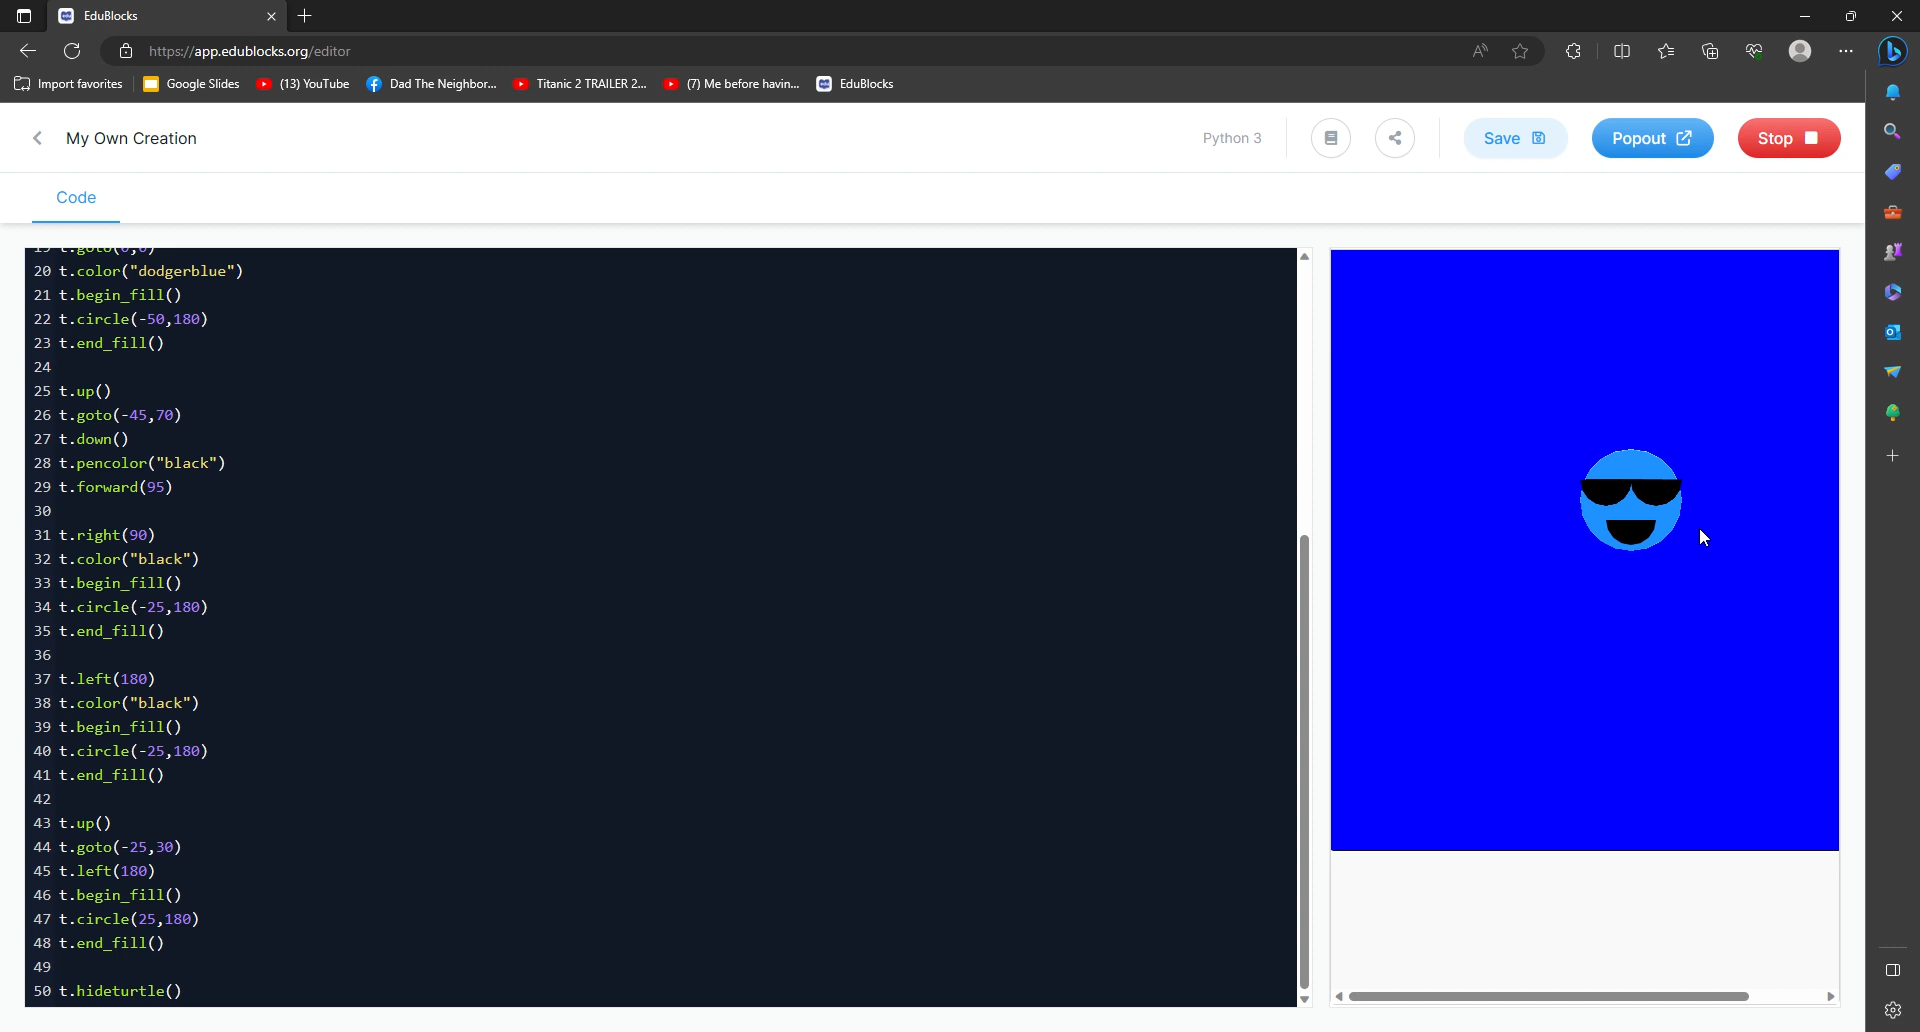 EduBlocks
https://app.edublocks.org/editor
Import favorites Google Slides (13) YouTube Dad The Neighbor... Titanic 2 TRAILER 2... (7) Me before havin... EduBlocks
My Own Creation Python 3 Save Popout Stop
Code
19 t.goto(0,0)
20 t.color("dodgerblue")
21 t.begin_fill()
22 t.circle(-50,180)
23 t.end_fill()
24
25 t.up()
26 t.goto(-45,70)
27 t.down()
28 t.pencolor("black")
29 t.forward(95)
30
31 t.right(90)
32 t.color("black")
33 t.begin_fill()
34 t.circle(-25,180)
35 t.end_fill()
36
37 t.left(180)
38 t.color("black")
39 t.begin_fill()
40 t.circle(-25,180)
41 t.end_fill()
42
43 t.up()
44 t.goto(-25,30)
45 t.left(180)
46 t.begin_fill()
47 t.circle(25,180)
48 t.end_fill()
49
50 t.hideturtle()